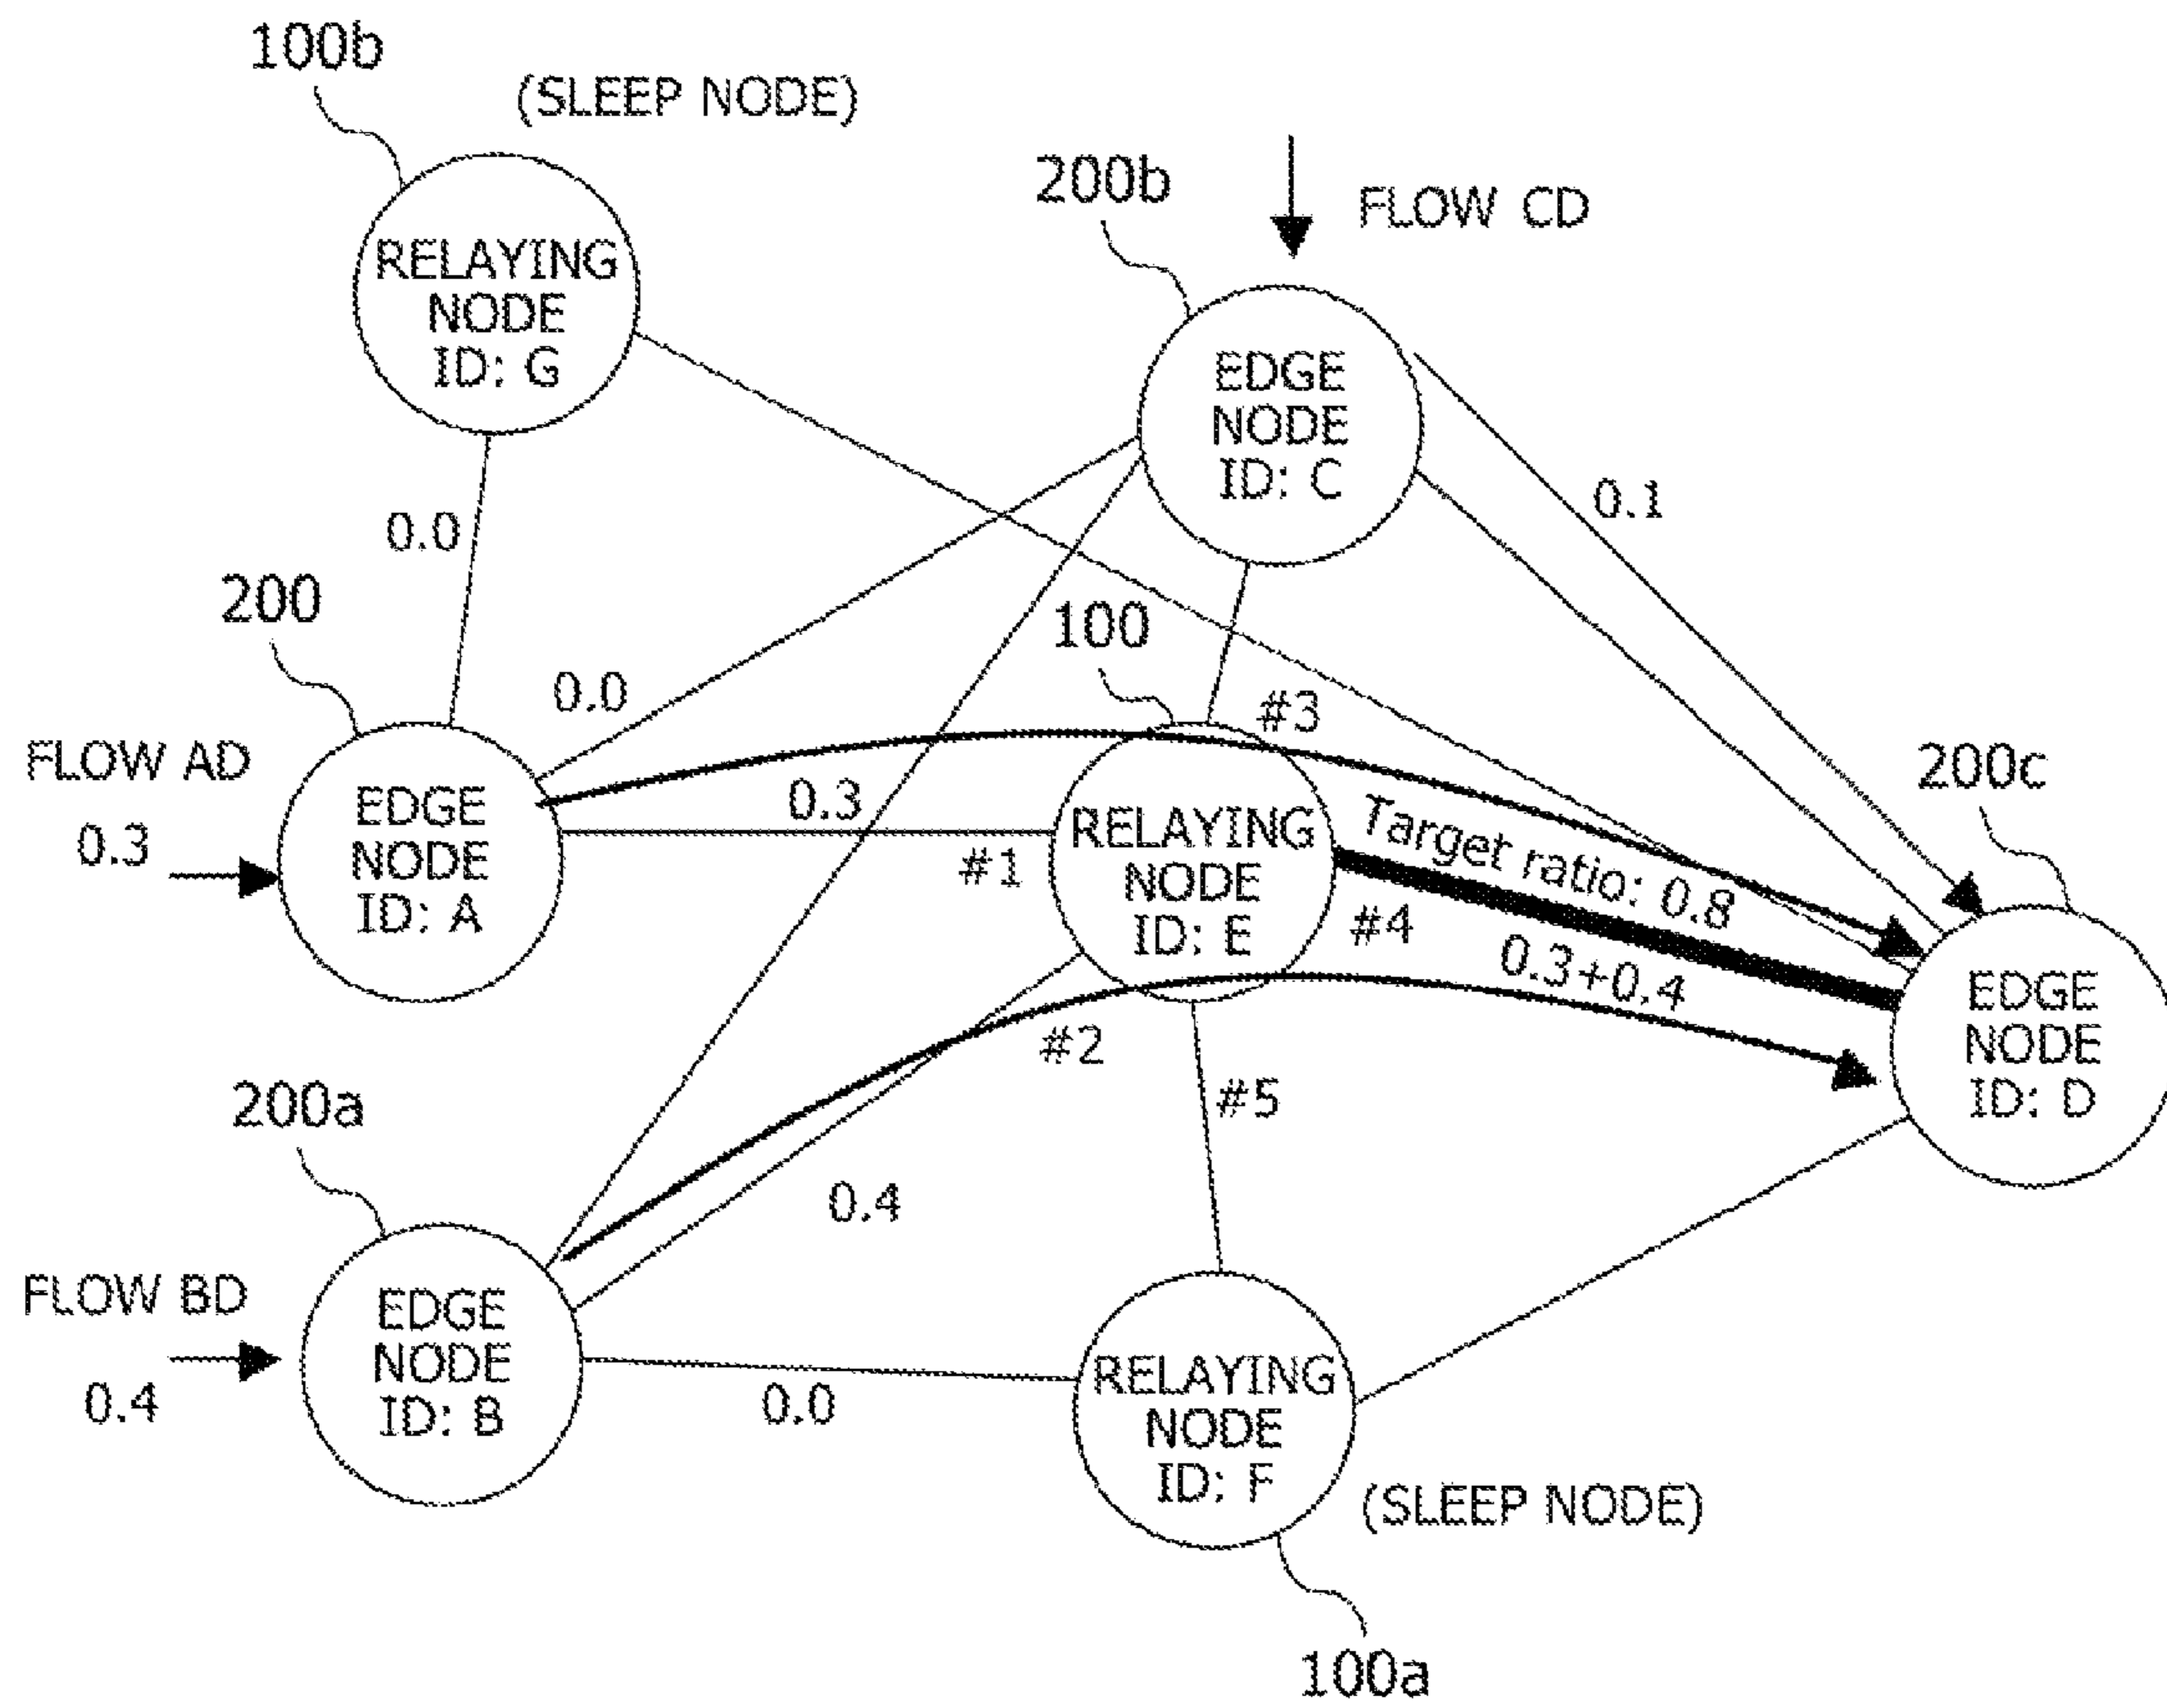 100b
(SLEEP NODE)
RELAYING
NODE
ID: G
200b
FLOW CD
EDGE
NODE
ID: C
0.1
0.0
200
0.0
100
#3
FLOW AD
0.3
EDGE
NODE
ID: A
0.3
#1
RELAYING
NODE
ID: E
Target ratio: 0.8
#4
0.3+0.4
200c
EDGE
NODE
ID: D
#2
#5
200a
0.4
FLOW BD
0.4
EDGE
NODE
ID: B
0.0
RELAYING
NODE
ID: F
(SLEEP NODE)
100a